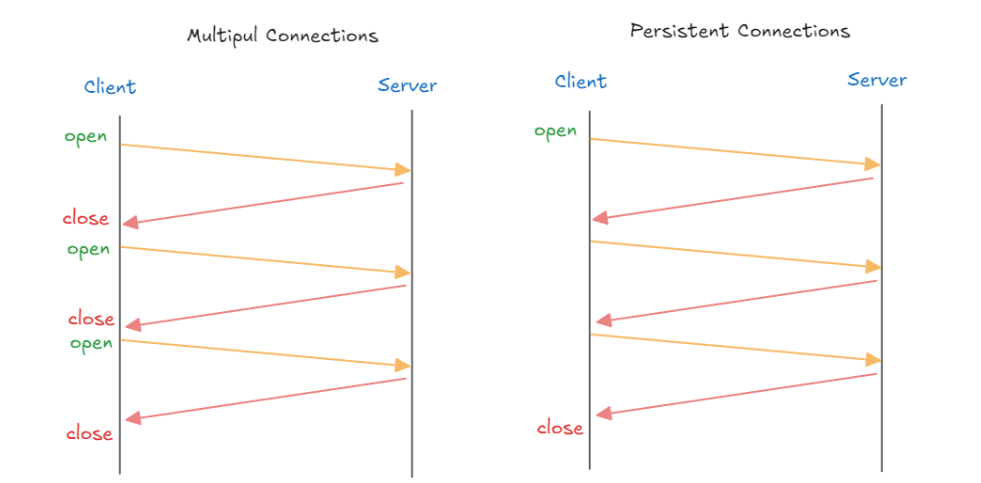 Multipul Connections
Client
Server
open
close
open
close
open
close
Persistent Connections
Client
Server
open
close